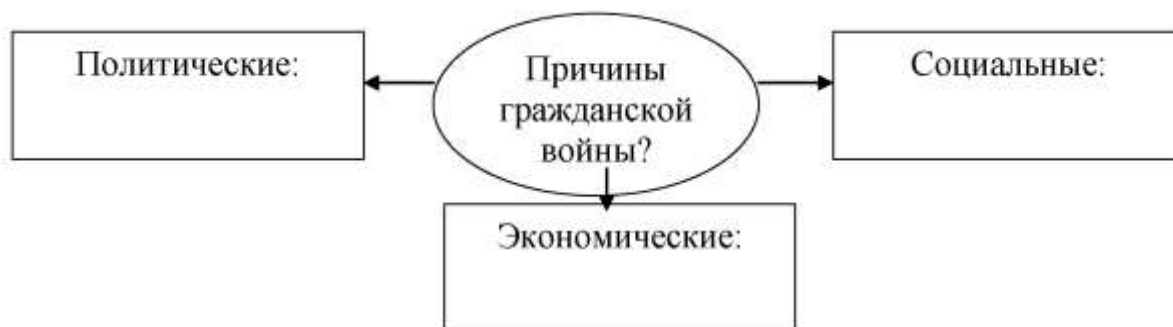 Политические:
Причины
гражданской
войны?
Социальные:
Экономические: